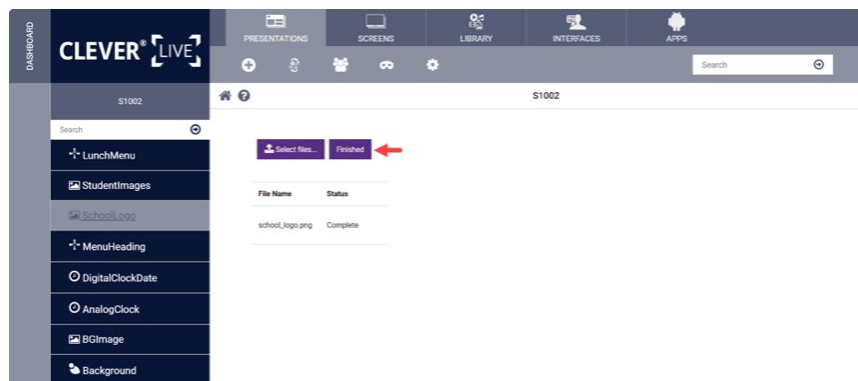 DASHBOARD
CLEVER® [LIVE]
PRESENTATIONS
SCREENS
LIBRARY
INTERFACES
APPS
Search
S1002
S1002
Search
LunchMenu
StudentImages
SchoolLogo
MenuHeading
DigitalClockDate
AnalogClock
BGImage
Background
Select files...
Finished
File Name Status
school_logo.png Complete